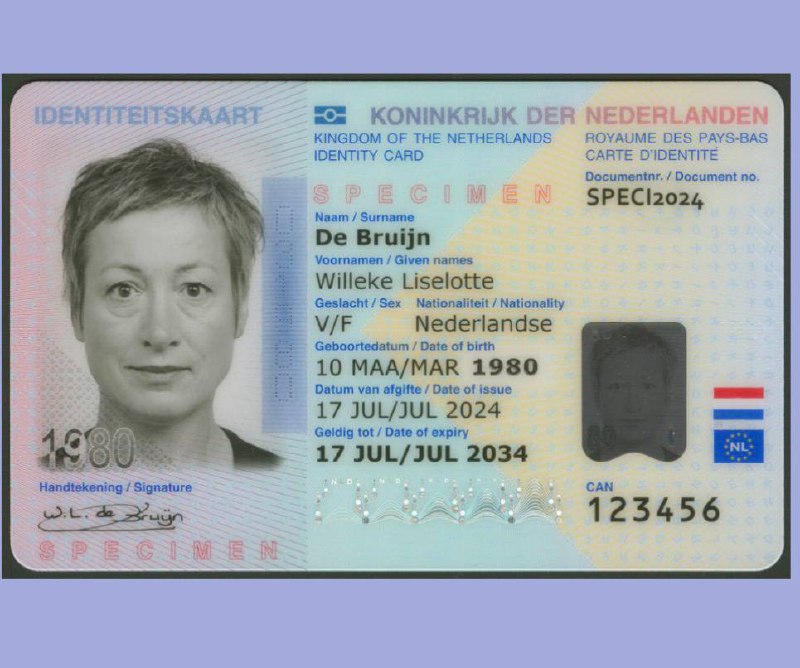 IDENTITEITSKAART
KONINKRIJK DER NEDERLANDEN
KINGDOM OF THE NETHERLANDS
IDENTITY CARD
ROYAUME DES PAYS-BAS
CARTE D'IDENTITÉ
Documentnr. / Document no.
SPECI2024
SPECIMEN
Naam / Surname
De Bruijn
Voornamen / Given names
Willeke Liselotte
Geslacht / Sex Nationaliteit / Nationality
V/F Nederlandse
Geboortedatum / Date of birth
10 MAA/MAR 1980
Datum van afgifte / Date of issue
17 JUL/JUL 2024
Geldig tot / Date of expiry
17 JUL/JUL 2034
1980
Handtekening / Signature
W.L. de Bruijn
SPECIMEN
NL
CAN
123456